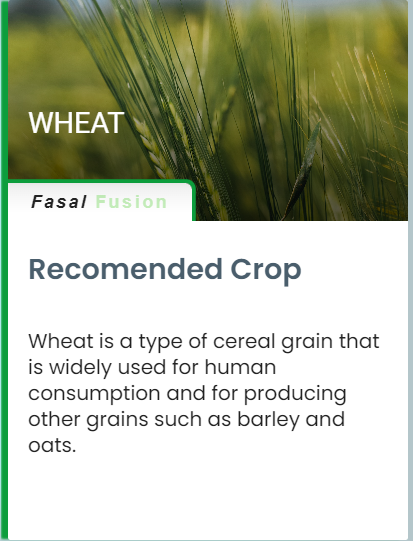 WHEAT
Fasal Fusion
Recomended Crop
Wheat is a type of cereal grain that
is widely used for human
consumption and for producing
other grains such as barley and
oats.